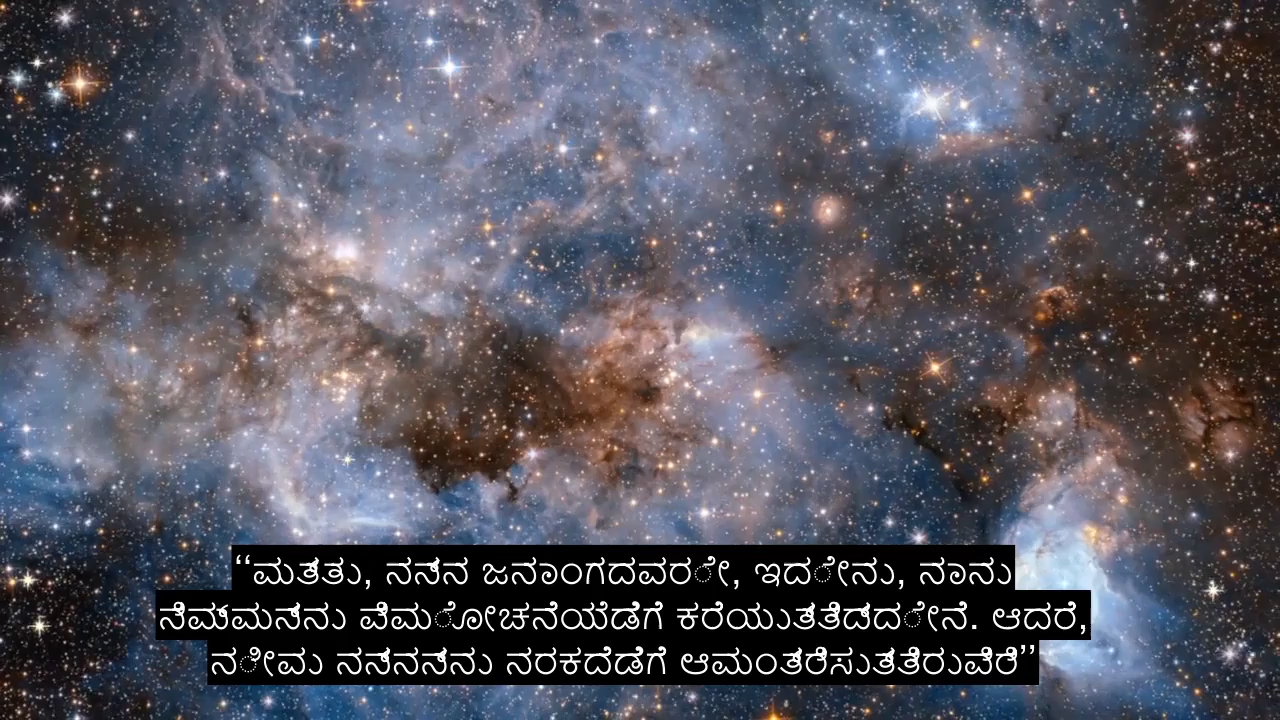 ‘‘ಮತ್ತು, ನನ್ನ ಜನಾಂಗದವರೇ, ಇದೇನು, ನಾನು
ನಿಮ್ಮನ್ನು ವಿಮೋಚನೆಯೆಡೆಗೆ ಕರೆಯುತ್ತಿದ್ದೇನೆ. ಆದರೆ,
ನೀವು ನನ್ನನ್ನು ನರಕದೆಡೆಗೆ ಆಮಂತ್ರಿಸುತ್ತಿರುವಿರಿ’’